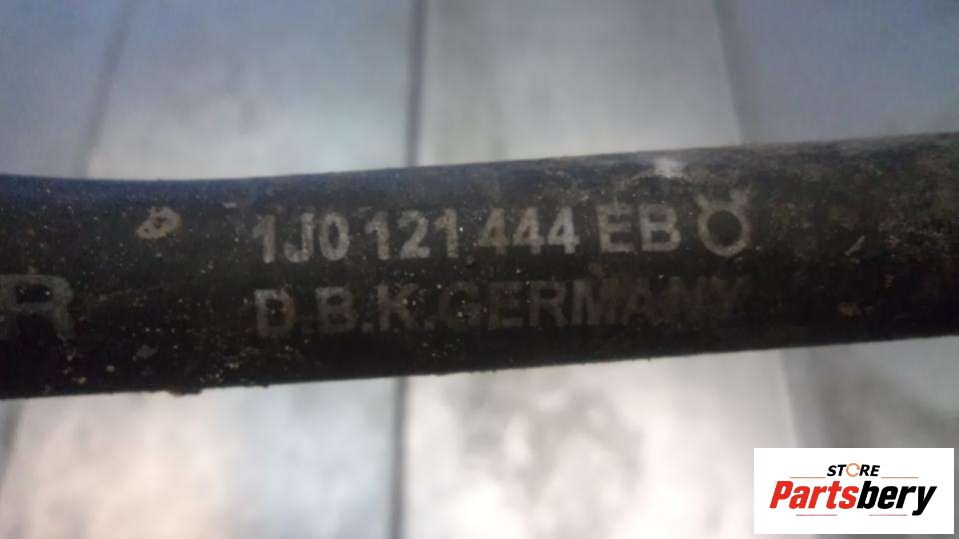 1J0 121 444 EB
D.B.K.GERMANY
R
STORE
Partsbery